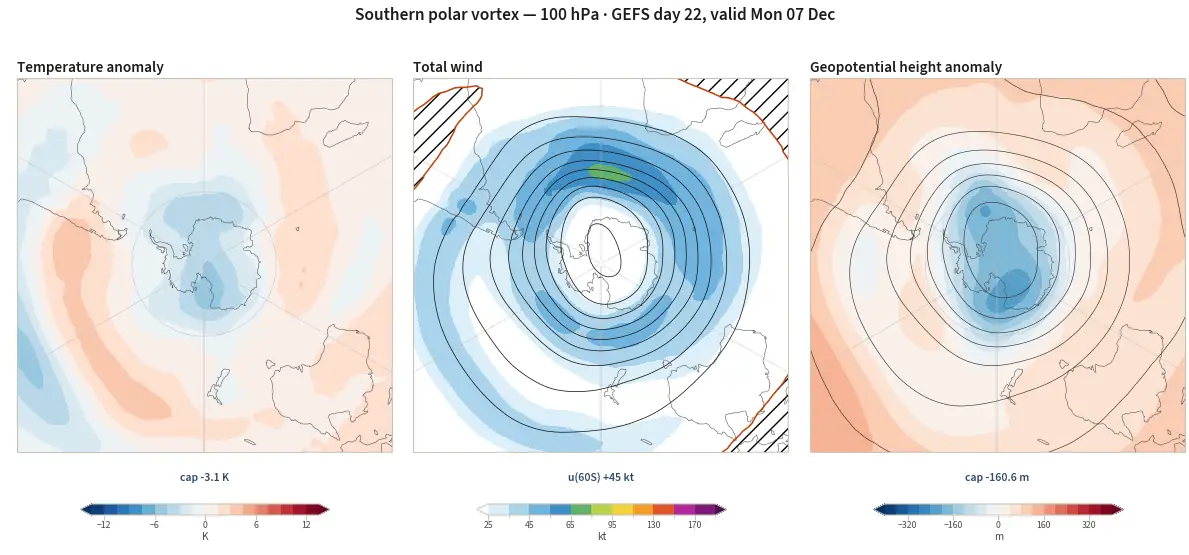 Southern polar vortex — 100 hPa · GEFS day 22, valid Mon 07 Dec
Temperature anomaly
Total wind
Geopotential height anomaly
cap -3.1 K
u(60S) +45 kt
cap -160.6 m
−12 −6 0 6 12
K
25 45 65 95 130 170
kt
−320 −160 0 160 320
m